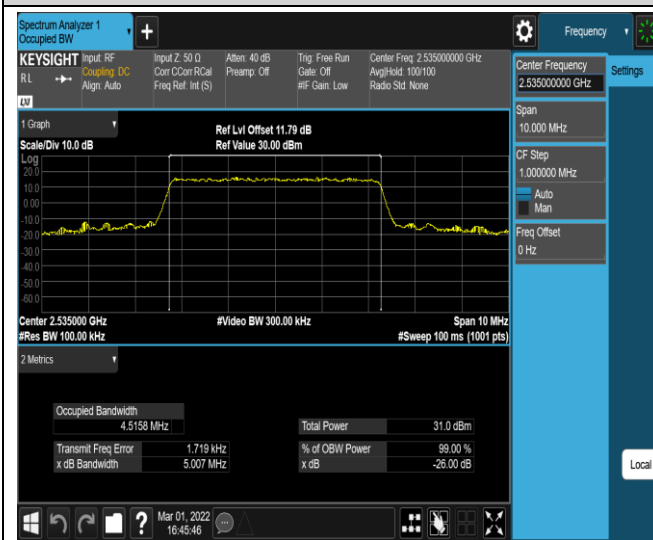 Spectrum Analyzer 1
Occupied BW
+
Frequency
KEYSIGHT
RL
Input: RF
Coupling: DC
Align: Auto
Input Z: 50 Ω
Corr CCorr RCal
Freq Ref: Int (S)
Atten: 40 dB
Preamp: Off
Trig: Free Run
Gate: Off
#IF Gain: Low
Center Freq: 2.535000000 GHz
Avg|Hold: 100/100
Radio Std: None
LXI
Center Frequency
2.535000000 GHz
Settings
Span
10.000 MHz
CF Step
1.000000 MHz
Auto
Man
Freq Offset
0 Hz
Local
1 Graph
Scale/Div 10.0 dB
Ref Lvl Offset 11.79 dB
Ref Value 30.00 dBm
Log
20.0
10.0
0.00
-10.0
-20.0
-30.0
-40.0
-50.0
-60.0
Center 2.535000 GHz
#Res BW 100.00 kHz
#Video BW 300.00 kHz
Span 10 MHz
#Sweep 100 ms (1001 pts)
2 Metrics
Occupied Bandwidth
4.5158 MHz
Total Power 31.0 dBm
Transmit Freq Error 1.719 kHz
% of OBW Power 99.00 %
x dB Bandwidth 5.007 MHz
x dB -26.00 dB
?
Mar 01, 2022
16:45:46